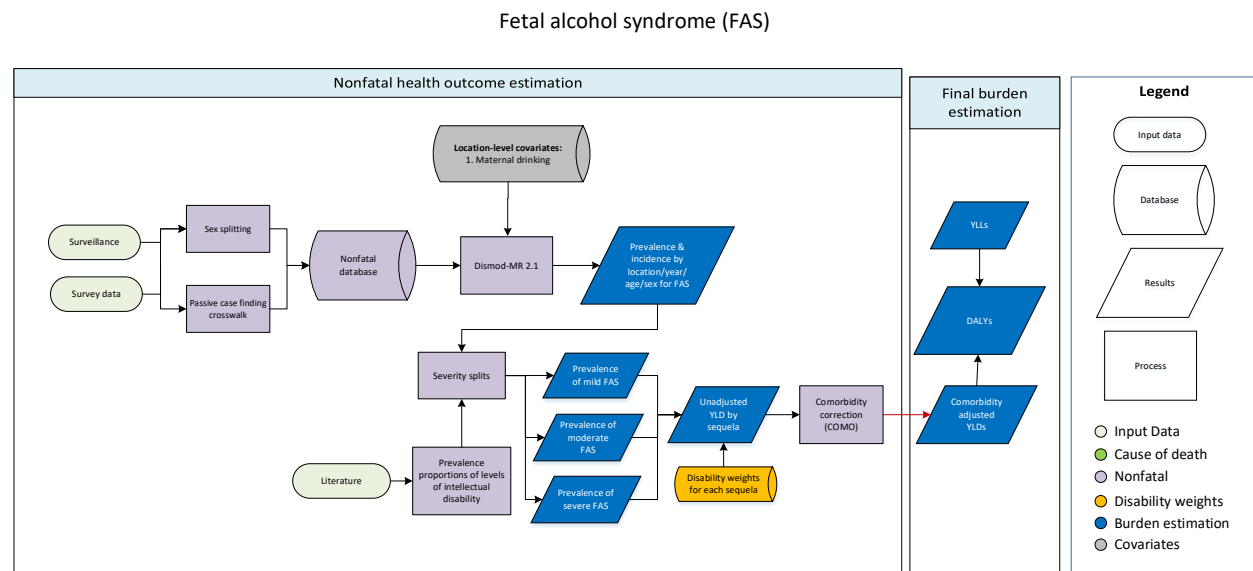 Fetal alcohol syndrome (FAS)
Nonfatal health outcome estimation
Final burden
estimation
Legend
Input data
Database
Results
Process
Input Data
Cause of death
Nonfatal
Disability weights
Burden estimation
Covariates
Location-level covariates:
1. Maternal drinking
Surveillance
Survey data
Sex splitting
Passive case finding
crosswalk
Nonfatal
database
Dismod-MR 2.1
Prevalence &
incidence by
location/year/
age/sex for FAS
Severity splits
Literature
Prevalence
proportions of levels
of intellectual
disability
Prevalence
of mild FAS
Prevalence of
moderate
FAS
Prevalence of
severe FAS
Unadjusted
YLD by
sequela
Disability weights
for each sequela
Comorbidity
correction
(COMO)
YLLs
DALYs
Comorbidity
adjusted
YLDs